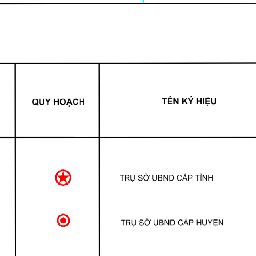 QUY HOẠCH
TÊN KÝ HIỆU
TRỤ SỞ UBND CẤP TỈNH
TRỤ SỞ UBND CẤP HUYỆN